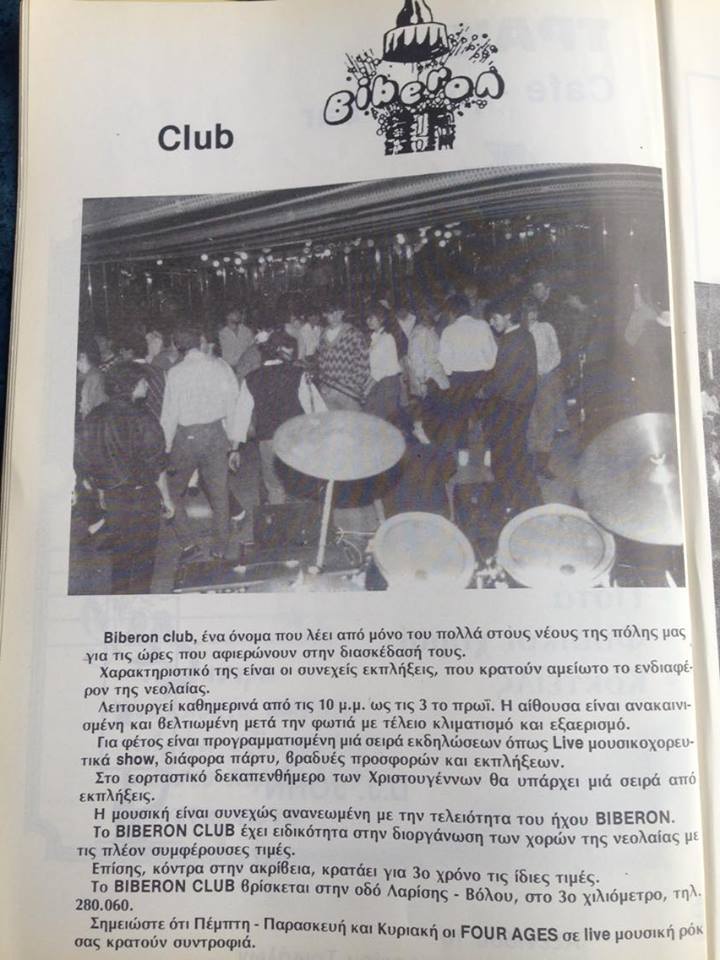 Biberon
Club
Biberon club, ένα όνομα που λέει από μόνο του πολλά στους νέους της πόλης μας
για τις ώρες που αφιερώνουν στην διασκέδασή τους.
Χαρακτηριστικό της είναι οι συνεχείς εκπλήξεις, που κρατούν αμείωτο το ενδιαφέ-
ρον της νεολαίας.
Λειτουργεί καθημερινά από τις 10 μ.μ. ως τις 3 το πρωΐ. Η αίθουσα είναι ανακαινι-
σμένη και βελτιωμένη μετά την φωτιά με τέλειο κλιματισμό και εξαερισμό.
Για φέτος είναι προγραμματισμένη μιά σειρά εκδηλώσεων όπως Live μουσικοχορευ-
τικά show, διάφορα πάρτυ, βραδυές προσφορών και εκπλήξεων.
Στο εορταστικό δεκαπενθήμερο των Χριστουγέννων θα υπάρχει μιά σειρά από
εκπλήξεις.
Η μουσική είναι συνεχώς ανανεωμένη με την τελειότητα του ήχου BIBERON.
Το BIBERON CLUB έχει ειδικότητα στην διοργάνωση των χορών της νεολαίας με
τις πλέον συμφέρουσες τιμές.
Επίσης, κόντρα στην ακρίβεια, κρατάει για 3ο χρόνο τις ίδιες τιμές.
Το BIBERON CLUB βρίσκεται στην οδό Λαρίσης - Βόλου, στο 3ο χιλιόμετρο, τηλ.
280.060.
Σημειώστε ότι Πέμπτη - Παρασκευή και Κυριακή οι FOUR AGES σε live μουσική ρόκ
σας κρατούν συντροφιά.